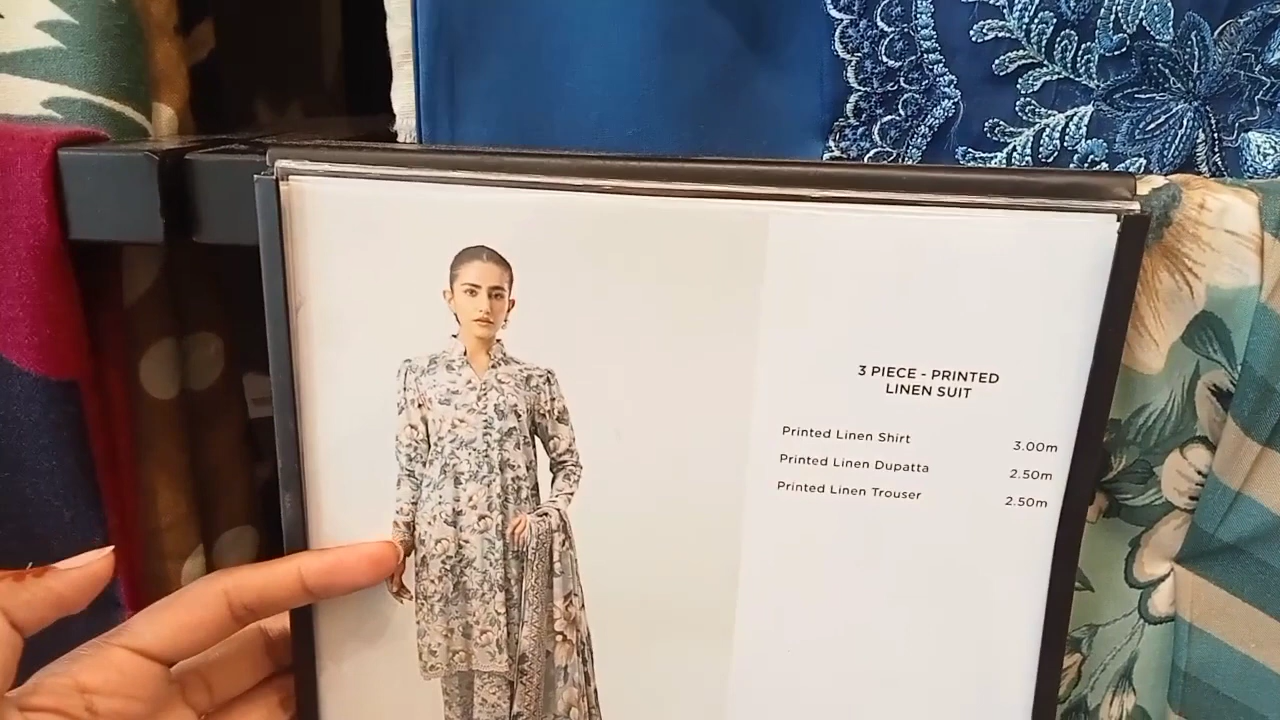 3 PIECE - PRINTED
LINEN SUIT
Printed Linen Shirt 3.00m
Printed Linen Dupatta 2.50m
Printed Linen Trouser 2.50m